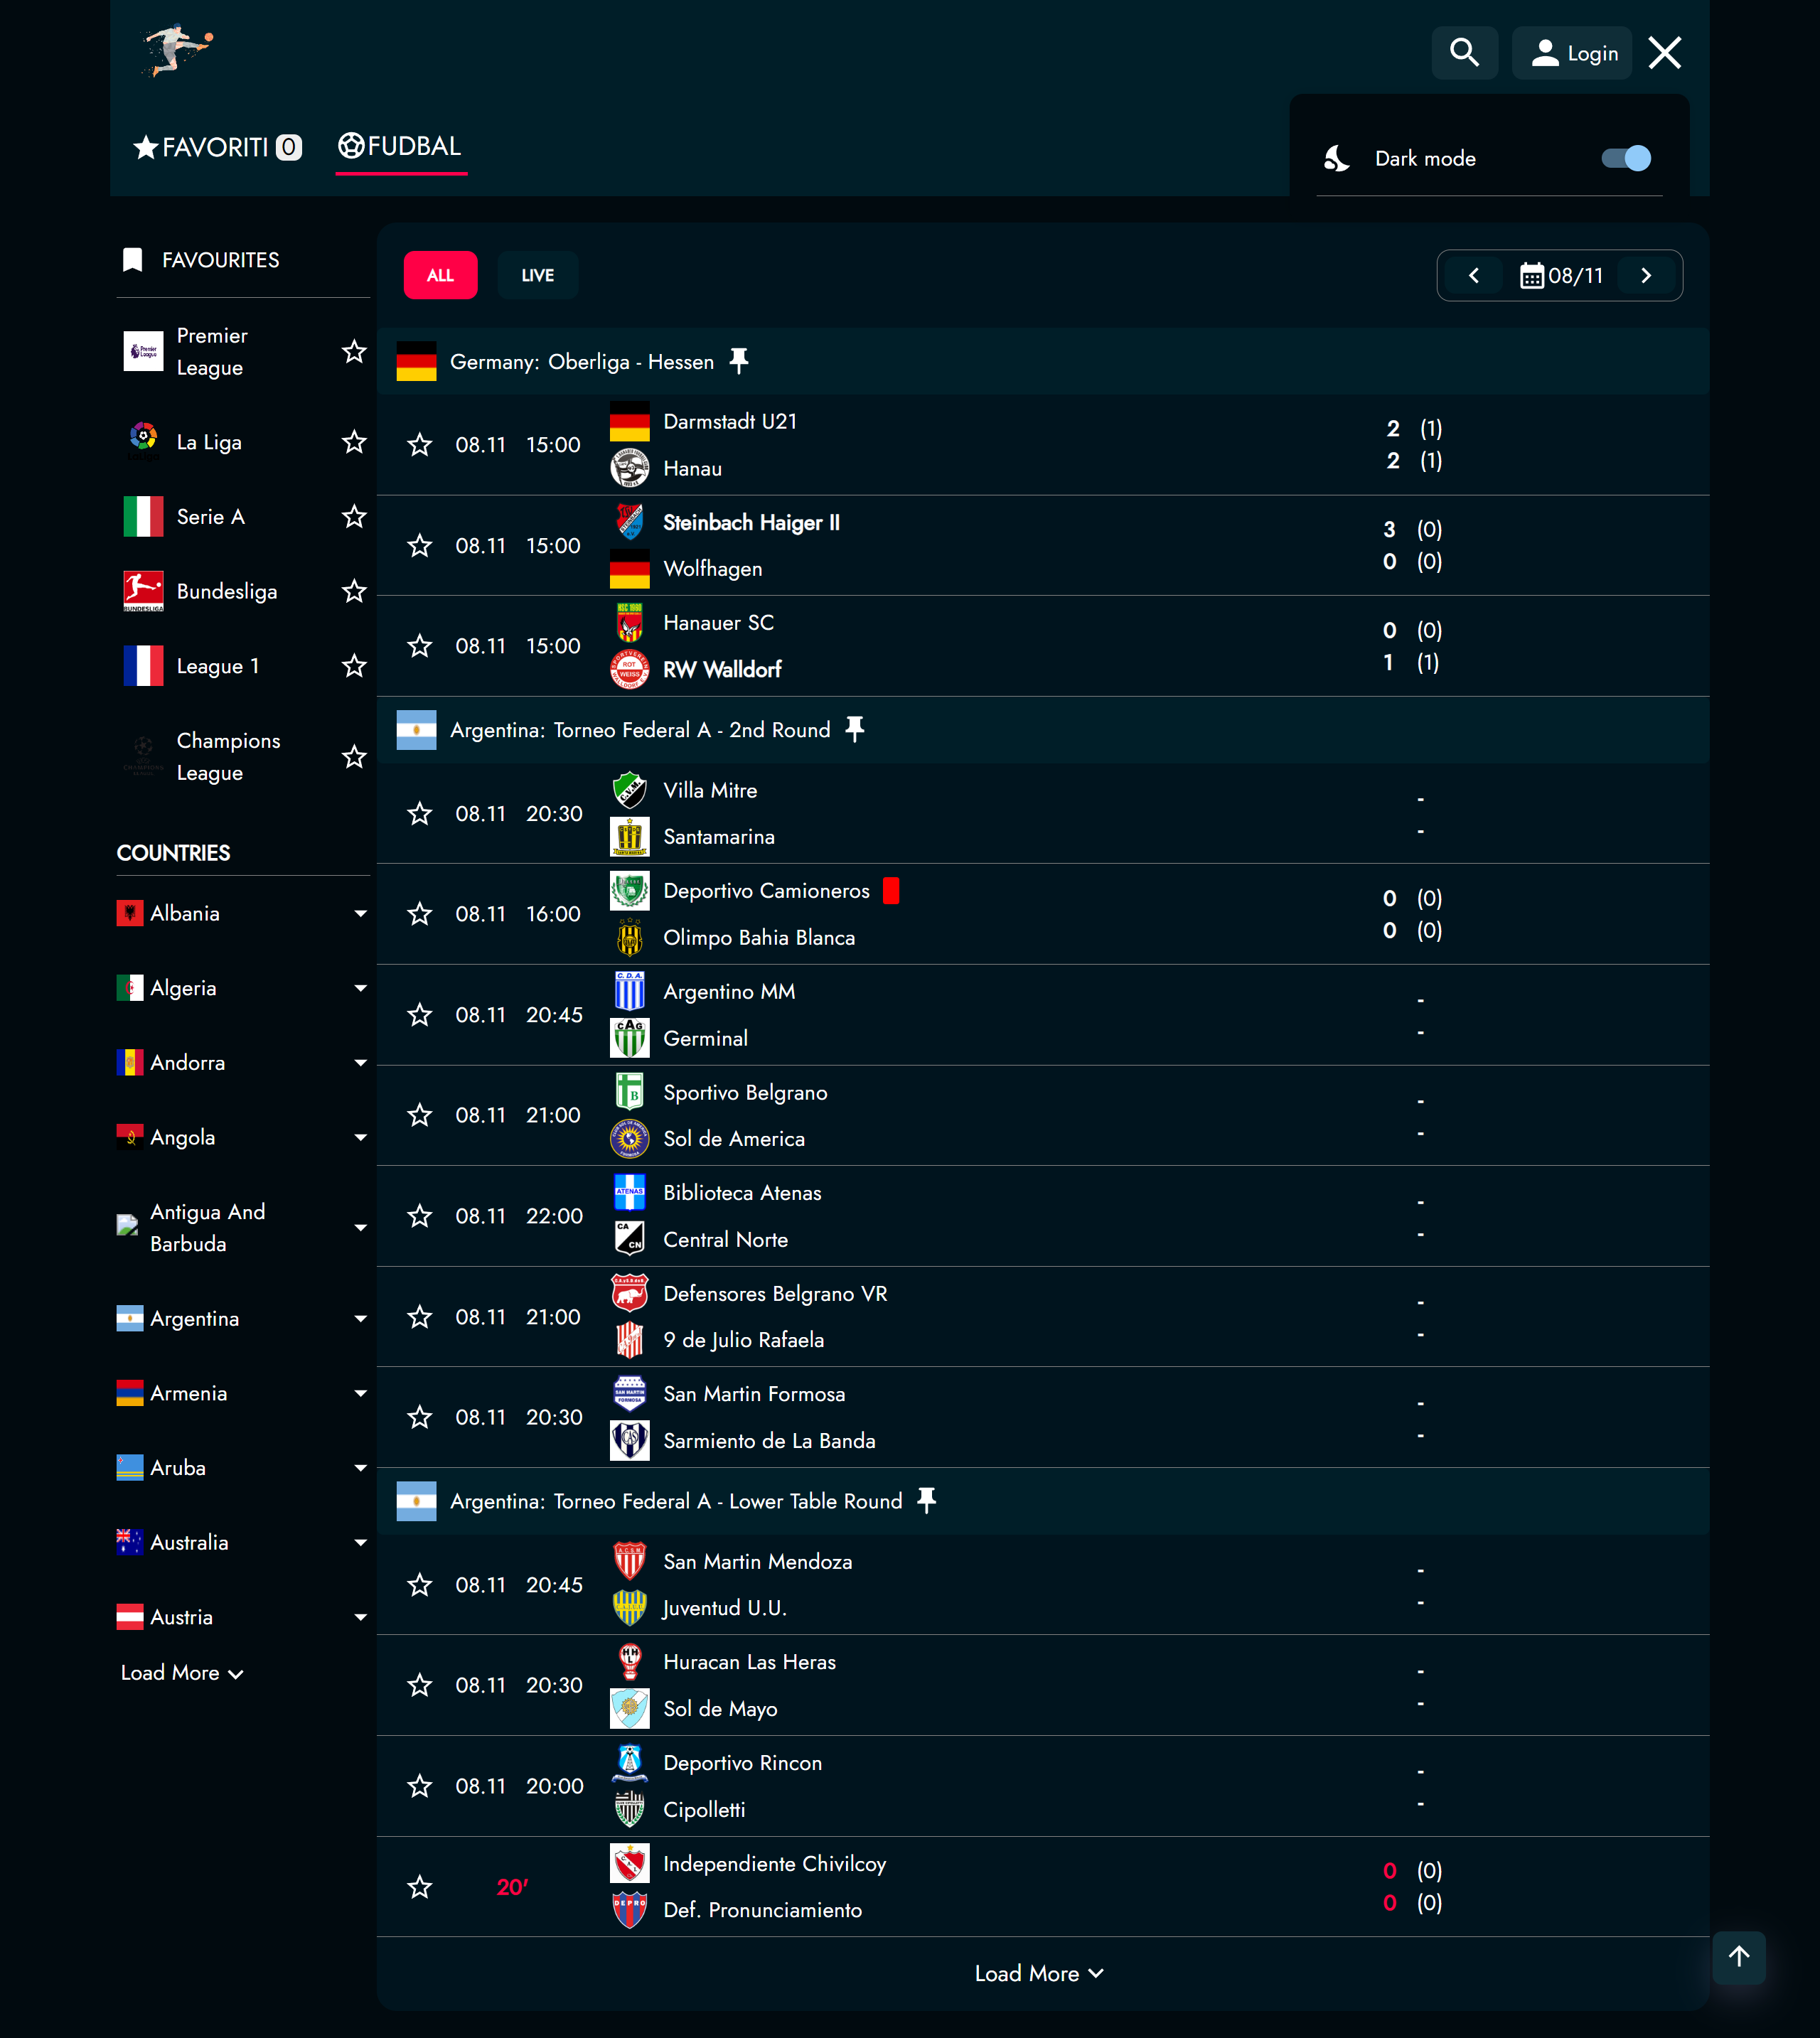 Login
FAVORITI 0
FUDBAL
Dark mode
FAVOURITES
Premier
League
La Liga
Serie A
BUNDESLIGA
Bundesliga
League 1
Champions
League
COUNTRIES
Albania
Algeria
Andorra
Angola
Antigua And
Barbuda
Argentina
Armenia
Aruba
Australia
Austria
Load More
ALL
LIVE
08/11
Germany: Oberliga - Hessen
08.11 15:00
Darmstadt U21
Hanau
2 (1)
2 (1)
08.11 15:00
Steinbach Haiger II
Wolfhagen
3 (0)
0 (0)
08.11 15:00
Hanauer SC
RW Walldorf
0 (0)
1 (1)
Argentina: Torneo Federal A - 2nd Round
08.11 20:30
Villa Mitre
Santamarina
-
-
08.11 16:00
Deportivo Camioneros
Olimpo Bahia Blanca
0 (0)
0 (0)
08.11 20:45
Argentino MM
Germinal
-
-
08.11 21:00
Sportivo Belgrano
Sol de America
-
-
08.11 22:00
Biblioteca Atenas
Central Norte
-
-
08.11 21:00
Defensores Belgrano VR
9 de Julio Rafaela
-
-
08.11 20:30
San Martin Formosa
Sarmiento de La Banda
-
-
Argentina: Torneo Federal A - Lower Table Round
08.11 20:45
San Martin Mendoza
Juventud U.U.
-
-
08.11 20:30
Huracan Las Heras
Sol de Mayo
-
-
08.11 20:00
Deportivo Rincon
Cipolletti
-
-
20'
Independiente Chivilcoy
Def. Pronunciamiento
0 (0)
0 (0)
Load More